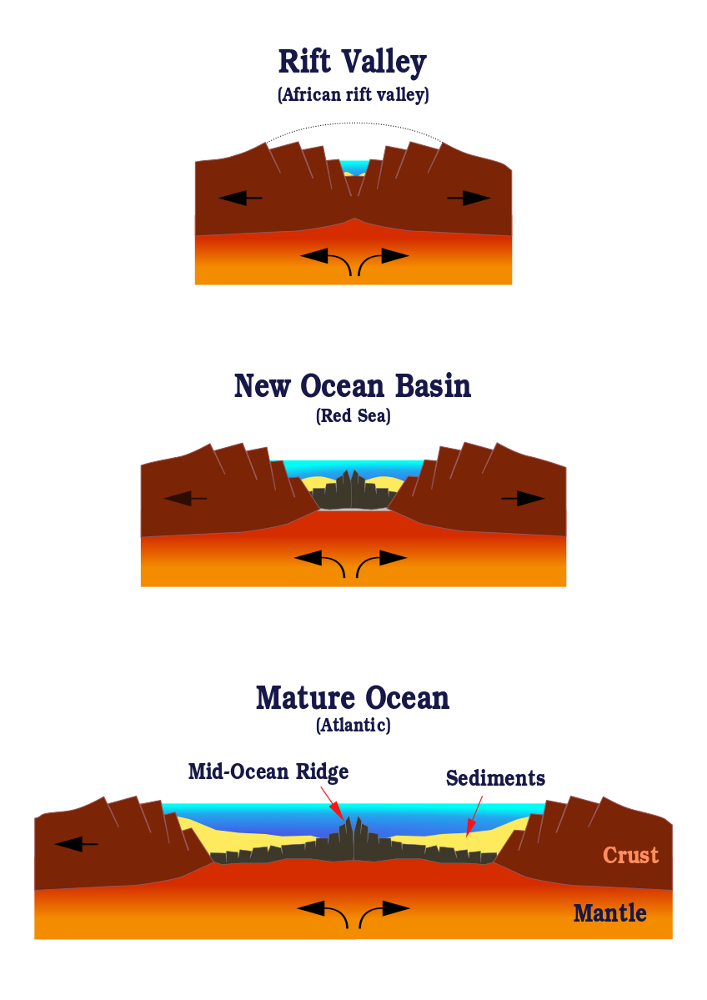 Rift Valley
(African rift valley)
New Ocean Basin
(Red Sea)
Mature Ocean
(Atlantic)
Mid-Ocean Ridge
Sediments
Crust
Mantle